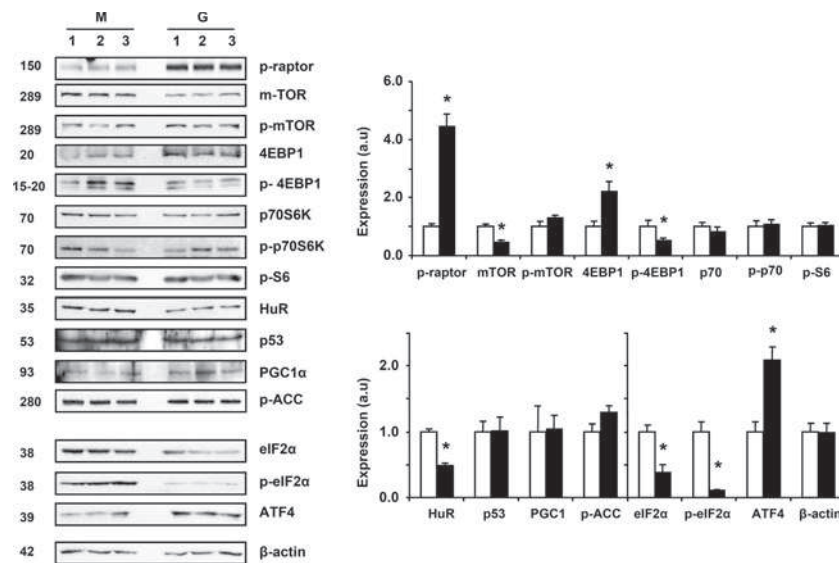 M G
1 2 3 1 2 3
150 p-raptor
289 m-TOR
289 p-mTOR
20 4EBP1
15-20 p- 4EBP1
70 p70S6K
70 p-p70S6K
32 p-S6
35 HuR
53 p53
93 PGC1α
280 p-ACC
38 eIF2α
38 p-eIF2α
39 ATF4
42 β-actin
Expression (a.u)
6.0
4.0
2.0
0.0
* * * *
p-raptor mTOR p-mTOR 4EBP1 p-4EBP1 p70 p-p70 p-S6
Expression (a.u)
2.0
1.0
0.0
* * * *
HuR p53 PGC1 p-ACC eIF2α p-eIF2α ATF4 β-actin